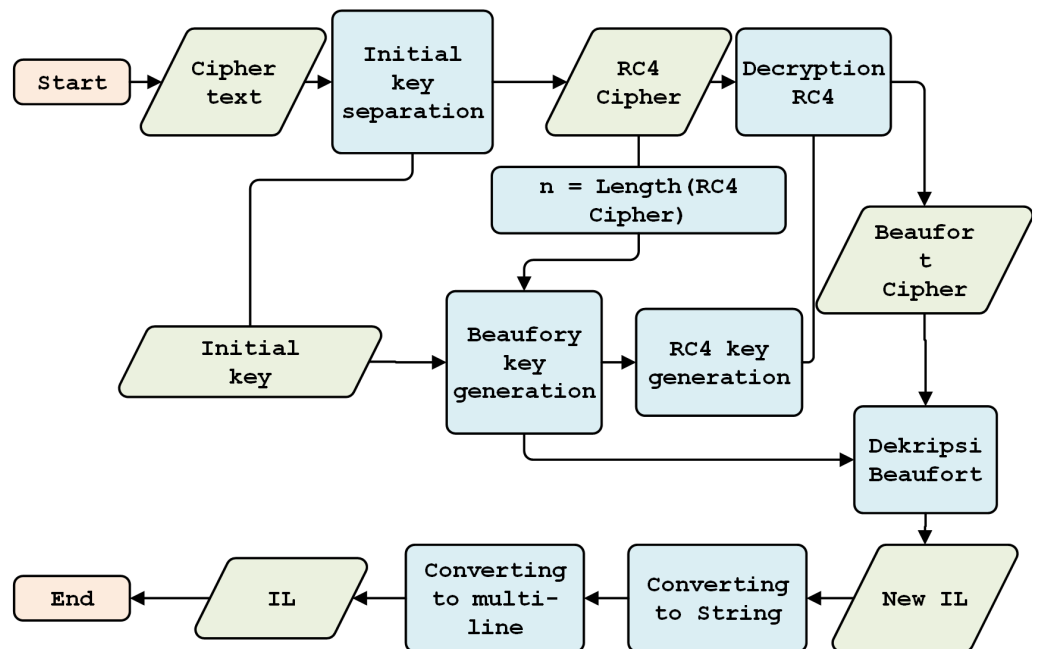 Start
Cipher
text
Initial
key
separation
RC4
Cipher
Decryption
RC4
n = Length(RC4
Cipher)
Beaufor
t
Cipher
Initial
key
Beaufory
key
generation
RC4 key
generation
Dekripsi
Beaufort
End
IL
Converting
to multi-
line
Converting
to String
New IL